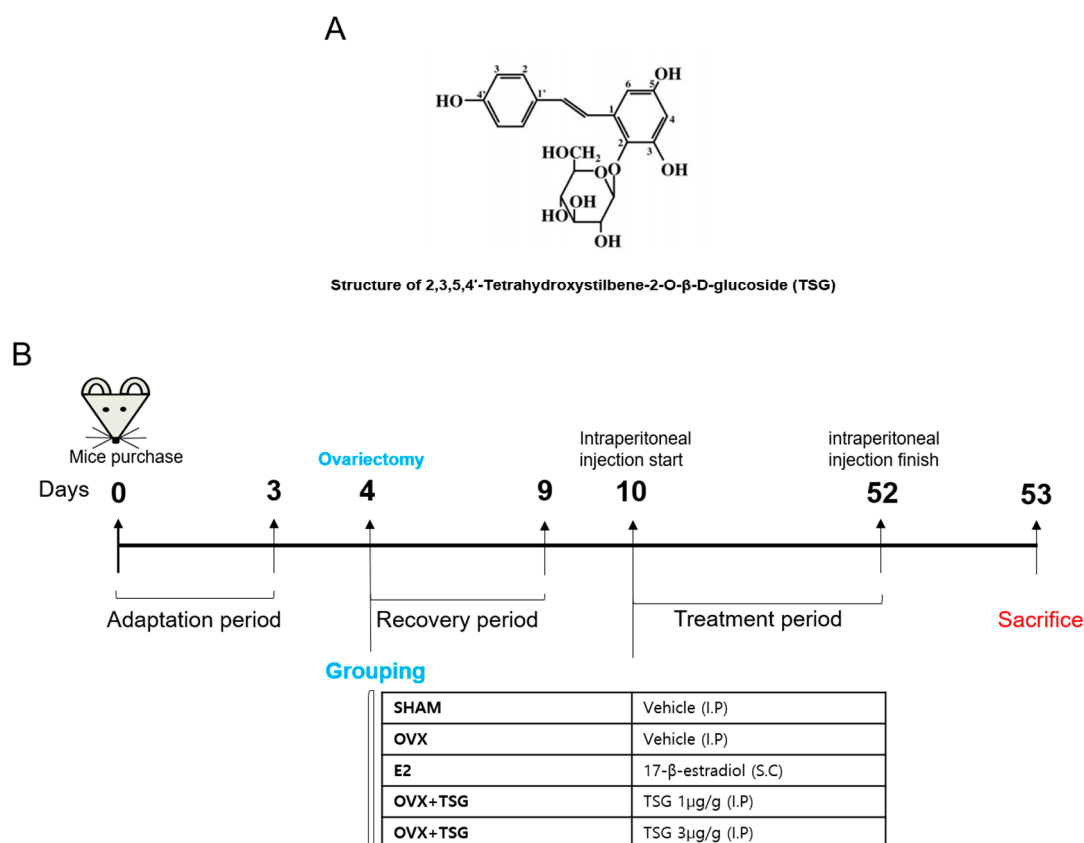 A
OH
3
2
6
5
HO
4'
1'
1
4
2
3
HOCH2
O
O
OH
OH
HO
OH
Structure of 2,3,5,4'-Tetrahydroxystilbene-2-O-β-D-glucoside (TSG)
B
Mice purchase
Ovariectomy
Intraperitoneal
injection start
intraperitoneal
injection finish
Days 0 3 4 9 10 52 53
Adaptation period
Recovery period
Treatment period
Sacrifice
Grouping
SHAM Vehicle (I.P)
OVX Vehicle (I.P)
E2 17-β-estradiol (S.C)
OVX+TSG TSG 1μg/g (I.P)
OVX+TSG TSG 3μg/g (I.P)